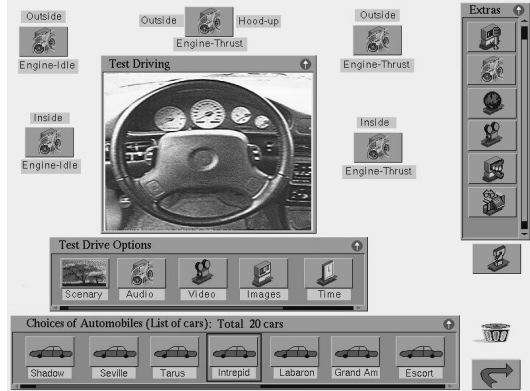 Outside
Engine-Idle
Outside Hood-up
Engine-Thrust
Outside
Engine-Thrust
Extras
Test Driving
Inside
Engine-Idle
Inside
Engine-Thrust
Test Drive Options
Scenary Audio Video Images Time
Choices of Automobiles (List of cars): Total 20 cars
Shadow Seville Tarus Intrepid Labaron Grand Am Escort